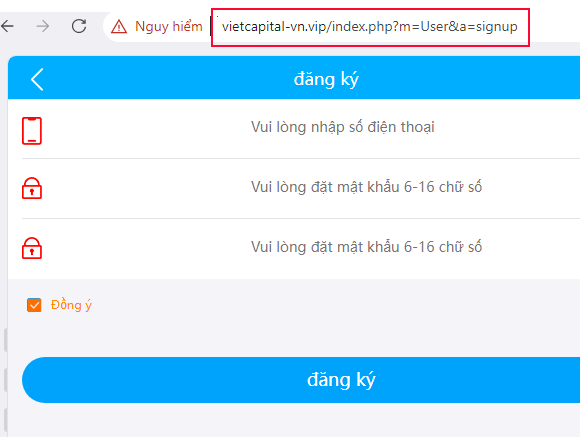 Nguy hiểm vietcapital-vn.vip/index.php?m=User&a=signup
đăng ký
Vui lòng nhập số điện thoại
Vui lòng đặt mật khẩu 6-16 chữ số
Vui lòng đặt mật khẩu 6-16 chữ số
Đồng ý
đăng ký